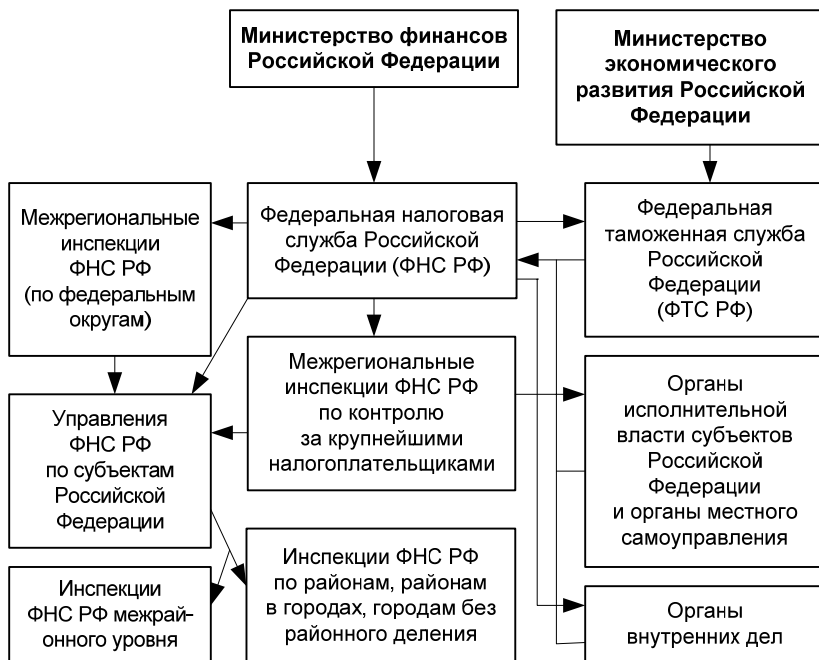 Министерство финансов
Российской Федерации
Министерство
экономического
развития Российской
Федерации
Межрегиональные
инспекции
ФНС РФ
(по федеральным
округам)
Федеральная налоговая
служба Российской
Федерации (ФНС РФ)
Федеральная
таможенная служба
Российской
Федерации
(ФТС РФ)
Межрегиональные
инспекции ФНС РФ
по контролю
за крупнейшими
налогоплательщиками
Управления
ФНС РФ
по субъектам
Российской
Федерации
Органы
исполнительной
власти субъектов
Российской
Федерации
и органы местного
самоуправления
Инспекции
ФНС РФ межрай-
онного уровня
Инспекции ФНС РФ
по районам, районам
в городах, городам без
районного деления
Органы
внутренних дел